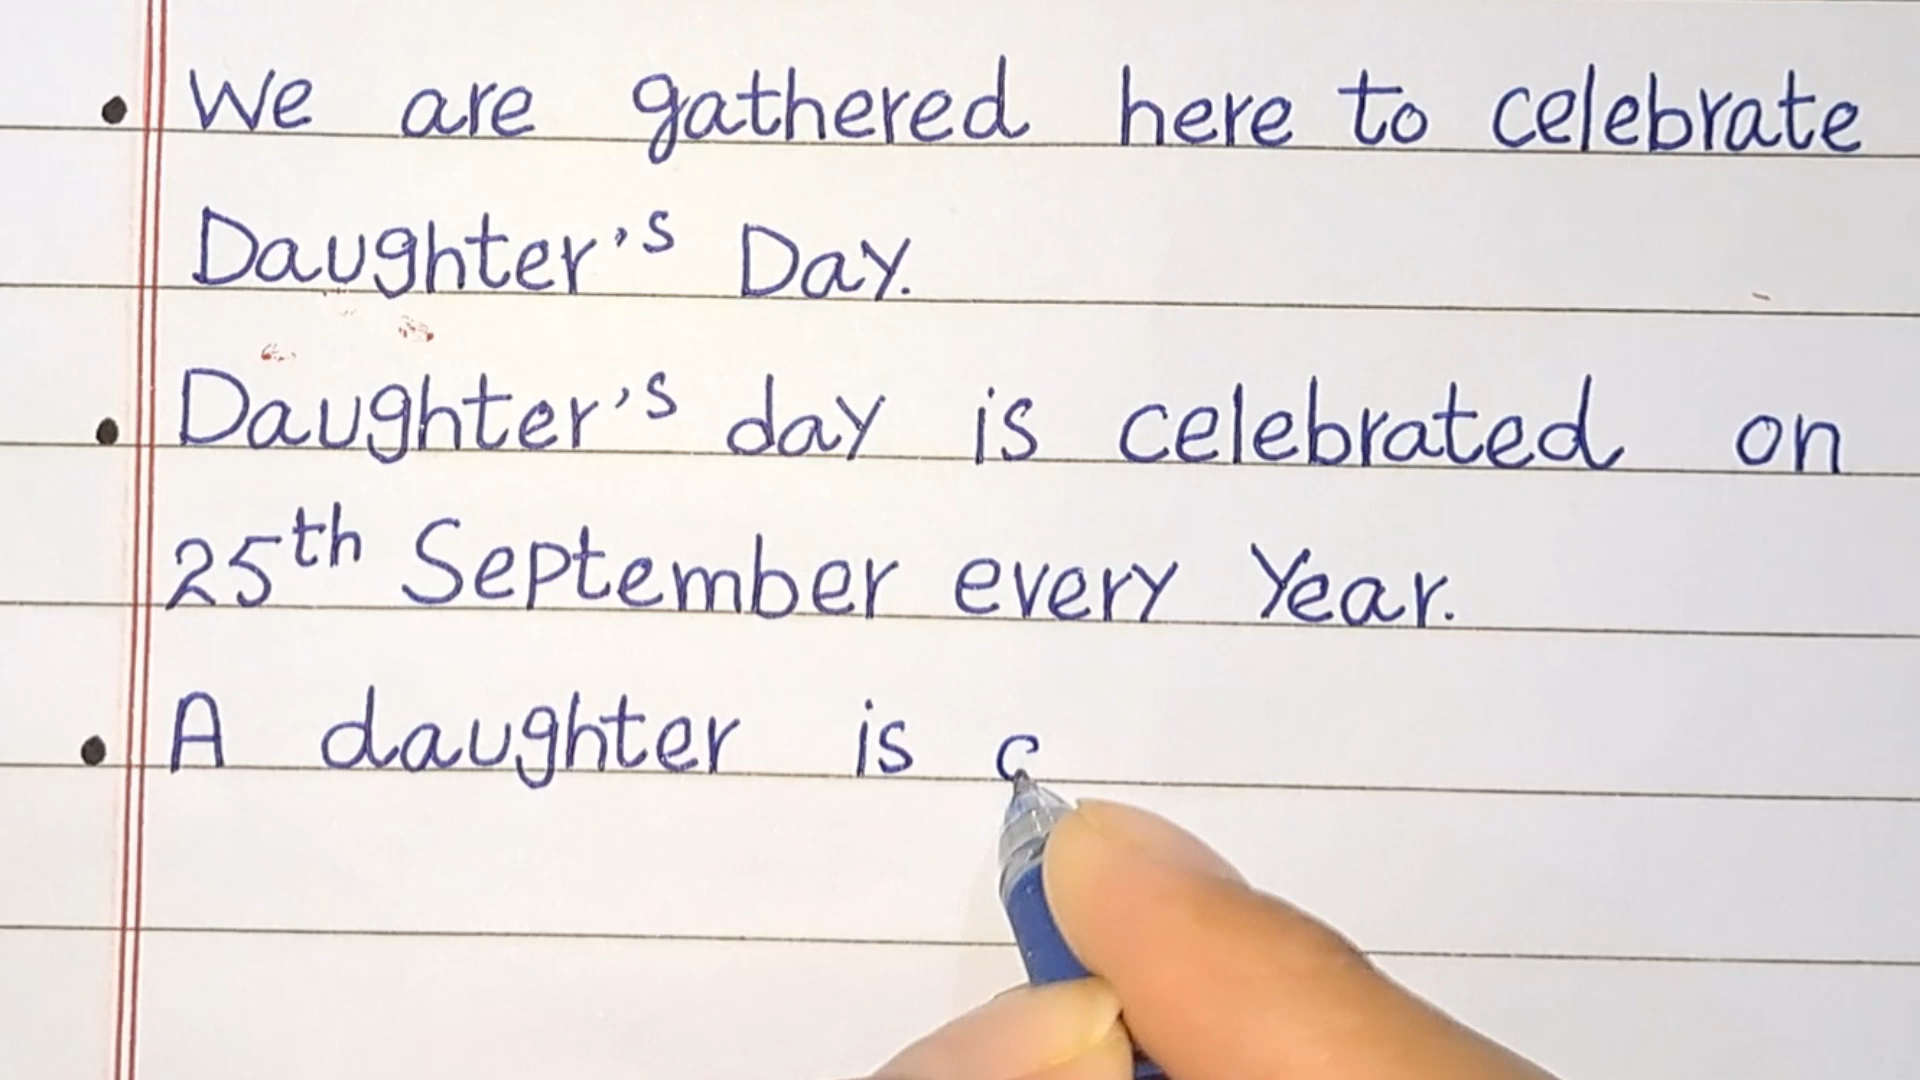 • We are gathered here to celebrate
Daughter's Day.
• Daughter's day is celebrated on
25th September every Year.
• A daughter is